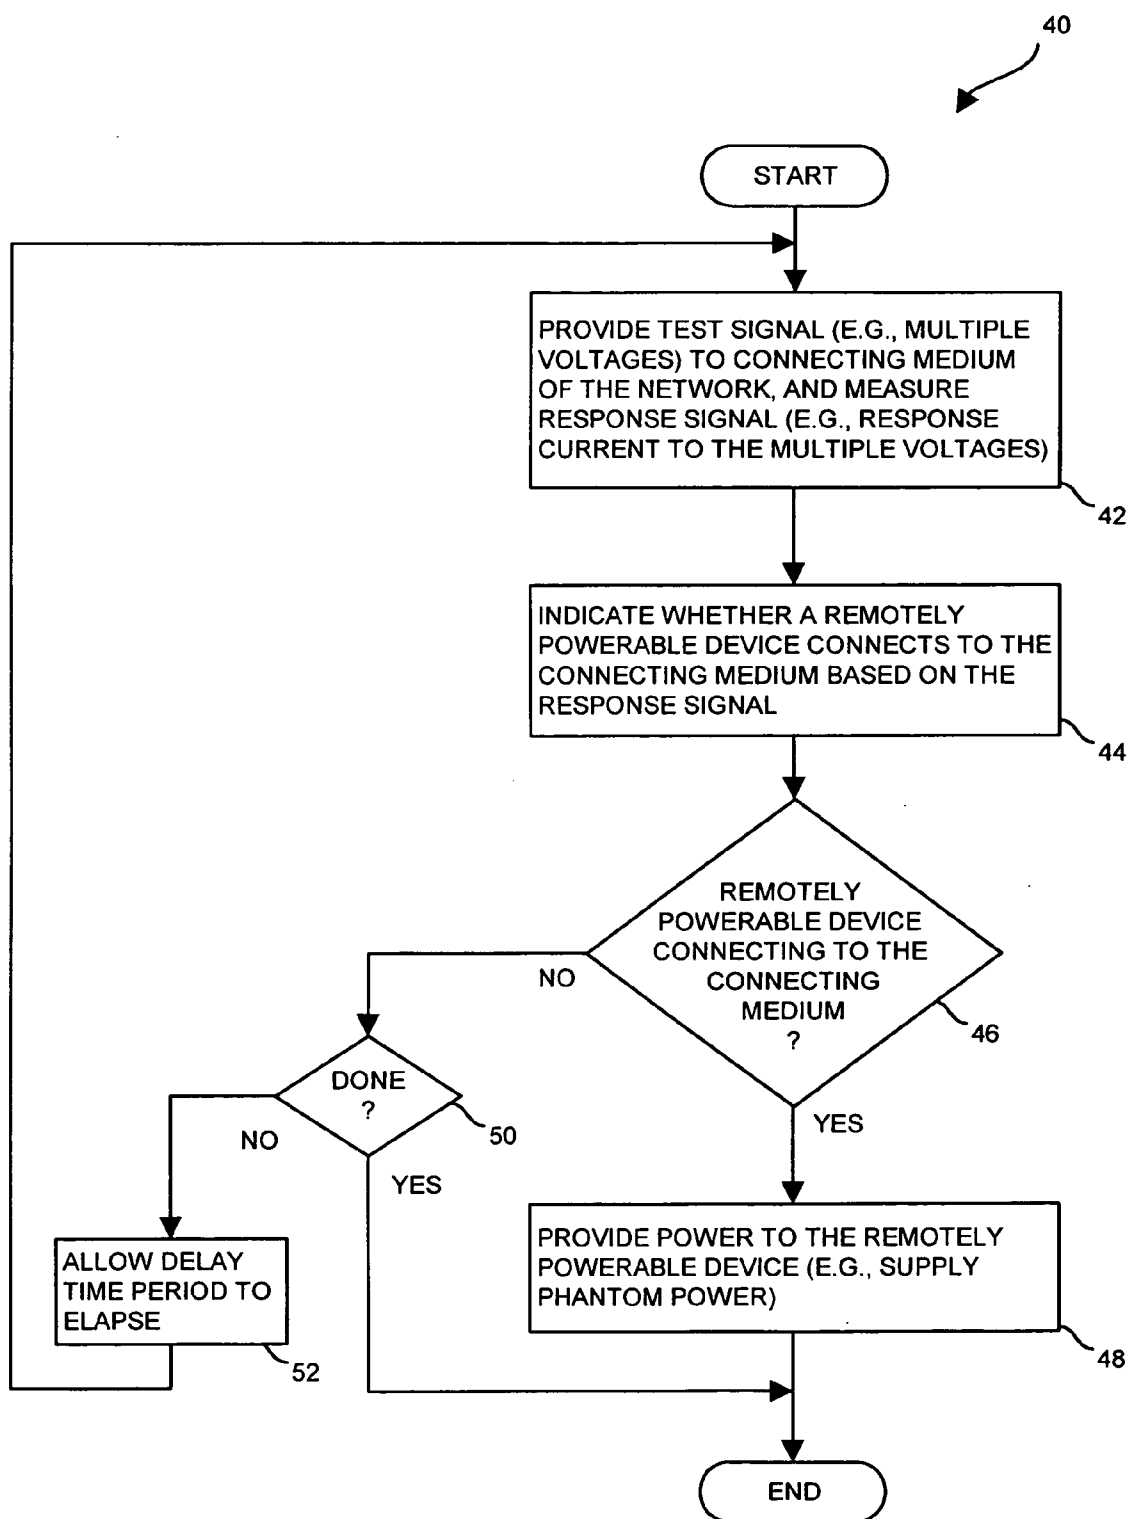 40
START
PROVIDE TEST SIGNAL (E.G., MULTIPLE
VOLTAGES) TO CONNECTING MEDIUM
OF THE NETWORK, AND MEASURE
RESPONSE SIGNAL (E.G., RESPONSE
CURRENT TO THE MULTIPLE VOLTAGES)
42
INDICATE WHETHER A REMOTELY
POWERABLE DEVICE CONNECTS TO THE
CONNECTING MEDIUM BASED ON THE
RESPONSE SIGNAL
44
REMOTELY
POWERABLE DEVICE
CONNECTING TO THE
CONNECTING
MEDIUM
?
46
NO
YES
DONE
?
50
NO
YES
ALLOW DELAY
TIME PERIOD TO
ELAPSE
52
PROVIDE POWER TO THE REMOTELY
POWERABLE DEVICE (E.G., SUPPLY
PHANTOM POWER)
48
END